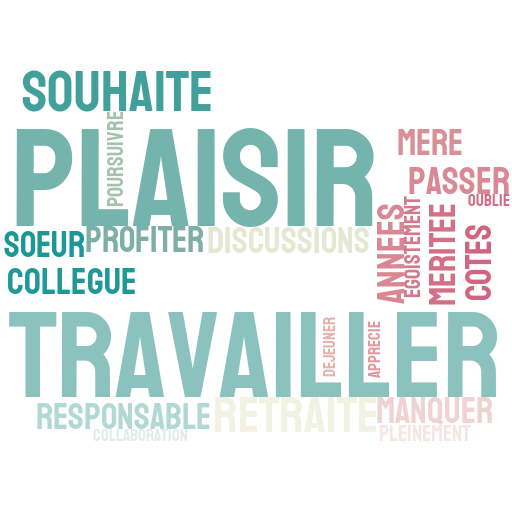 SOUHAITE
POURSUIVRE
PLAISIR
MERE
PASSER
OUBLIE
SOEUR
PROFITER
DISCUSSIONS
ANNEES
EGOISTEMENT
MERITEE
COTES
COLLEGUE
TRAVAILLER
DEJEUNER
APPRECIE
RESPONSABLE
RETRAITE
MANQUER
COLLABORATION
PLEINEMENT